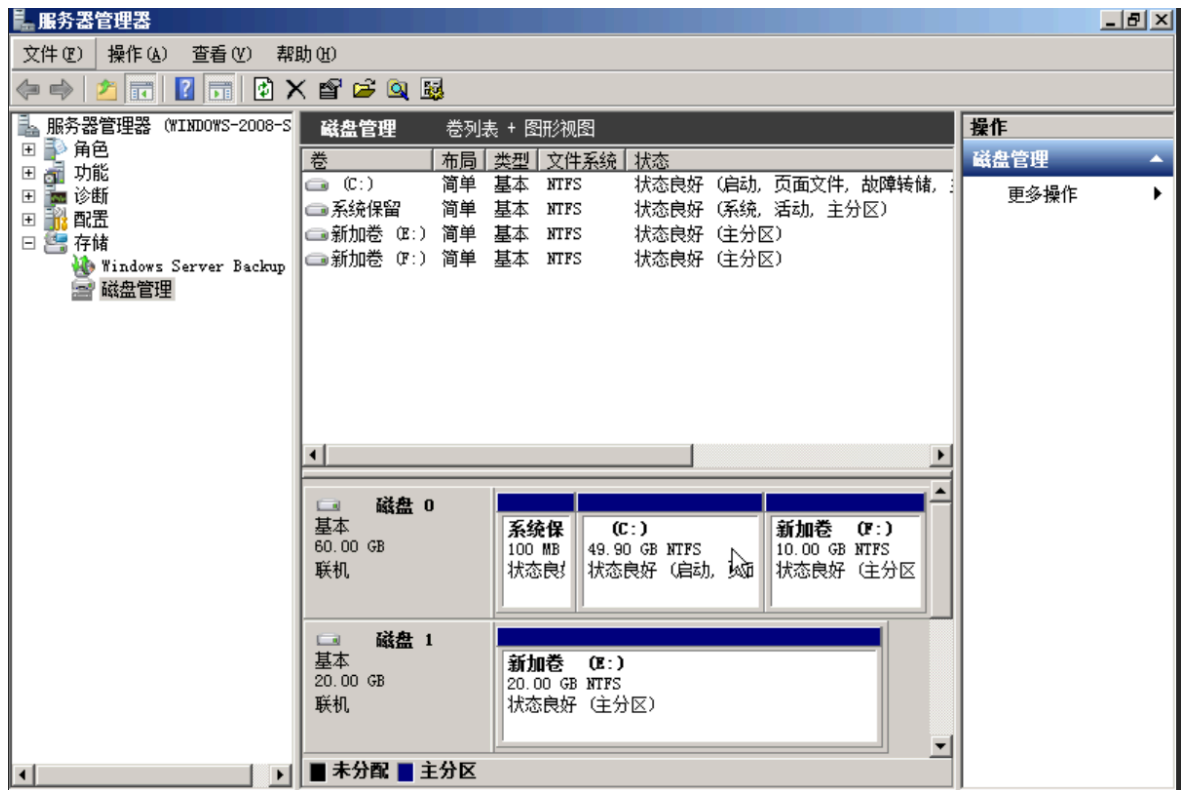 服务器管理器
文件(F) 操作(A) 查看(V) 帮助(H)
服务器管理器 (WINDOWS-2008-S
角色
功能
诊断
配置
存储
Windows Server Backup
磁盘管理
磁盘管理 卷列表 + 图形视图
卷 布局 类型 文件系统 状态
(C:) 简单 基本 NTFS 状态良好 (启动, 页面文件, 故障转储,
系统保留 简单 基本 NTFS 状态良好 (系统, 活动, 主分区)
新加卷 (E:) 简单 基本 NTFS 状态良好 (主分区)
新加卷 (F:) 简单 基本 NTFS 状态良好 (主分区)
磁盘 0
基本
60.00 GB
联机
系统保
100 MB
状态良
(C:)
49.90 GB NTFS
状态良好 (启动,
新加卷 (F:)
10.00 GB NTFS
状态良好 (主分区
磁盘 1
基本
20.00 GB
联机
新加卷 (E:)
20.00 GB NTFS
状态良好 (主分区)
未分配 主分区
操作
磁盘管理
更多操作